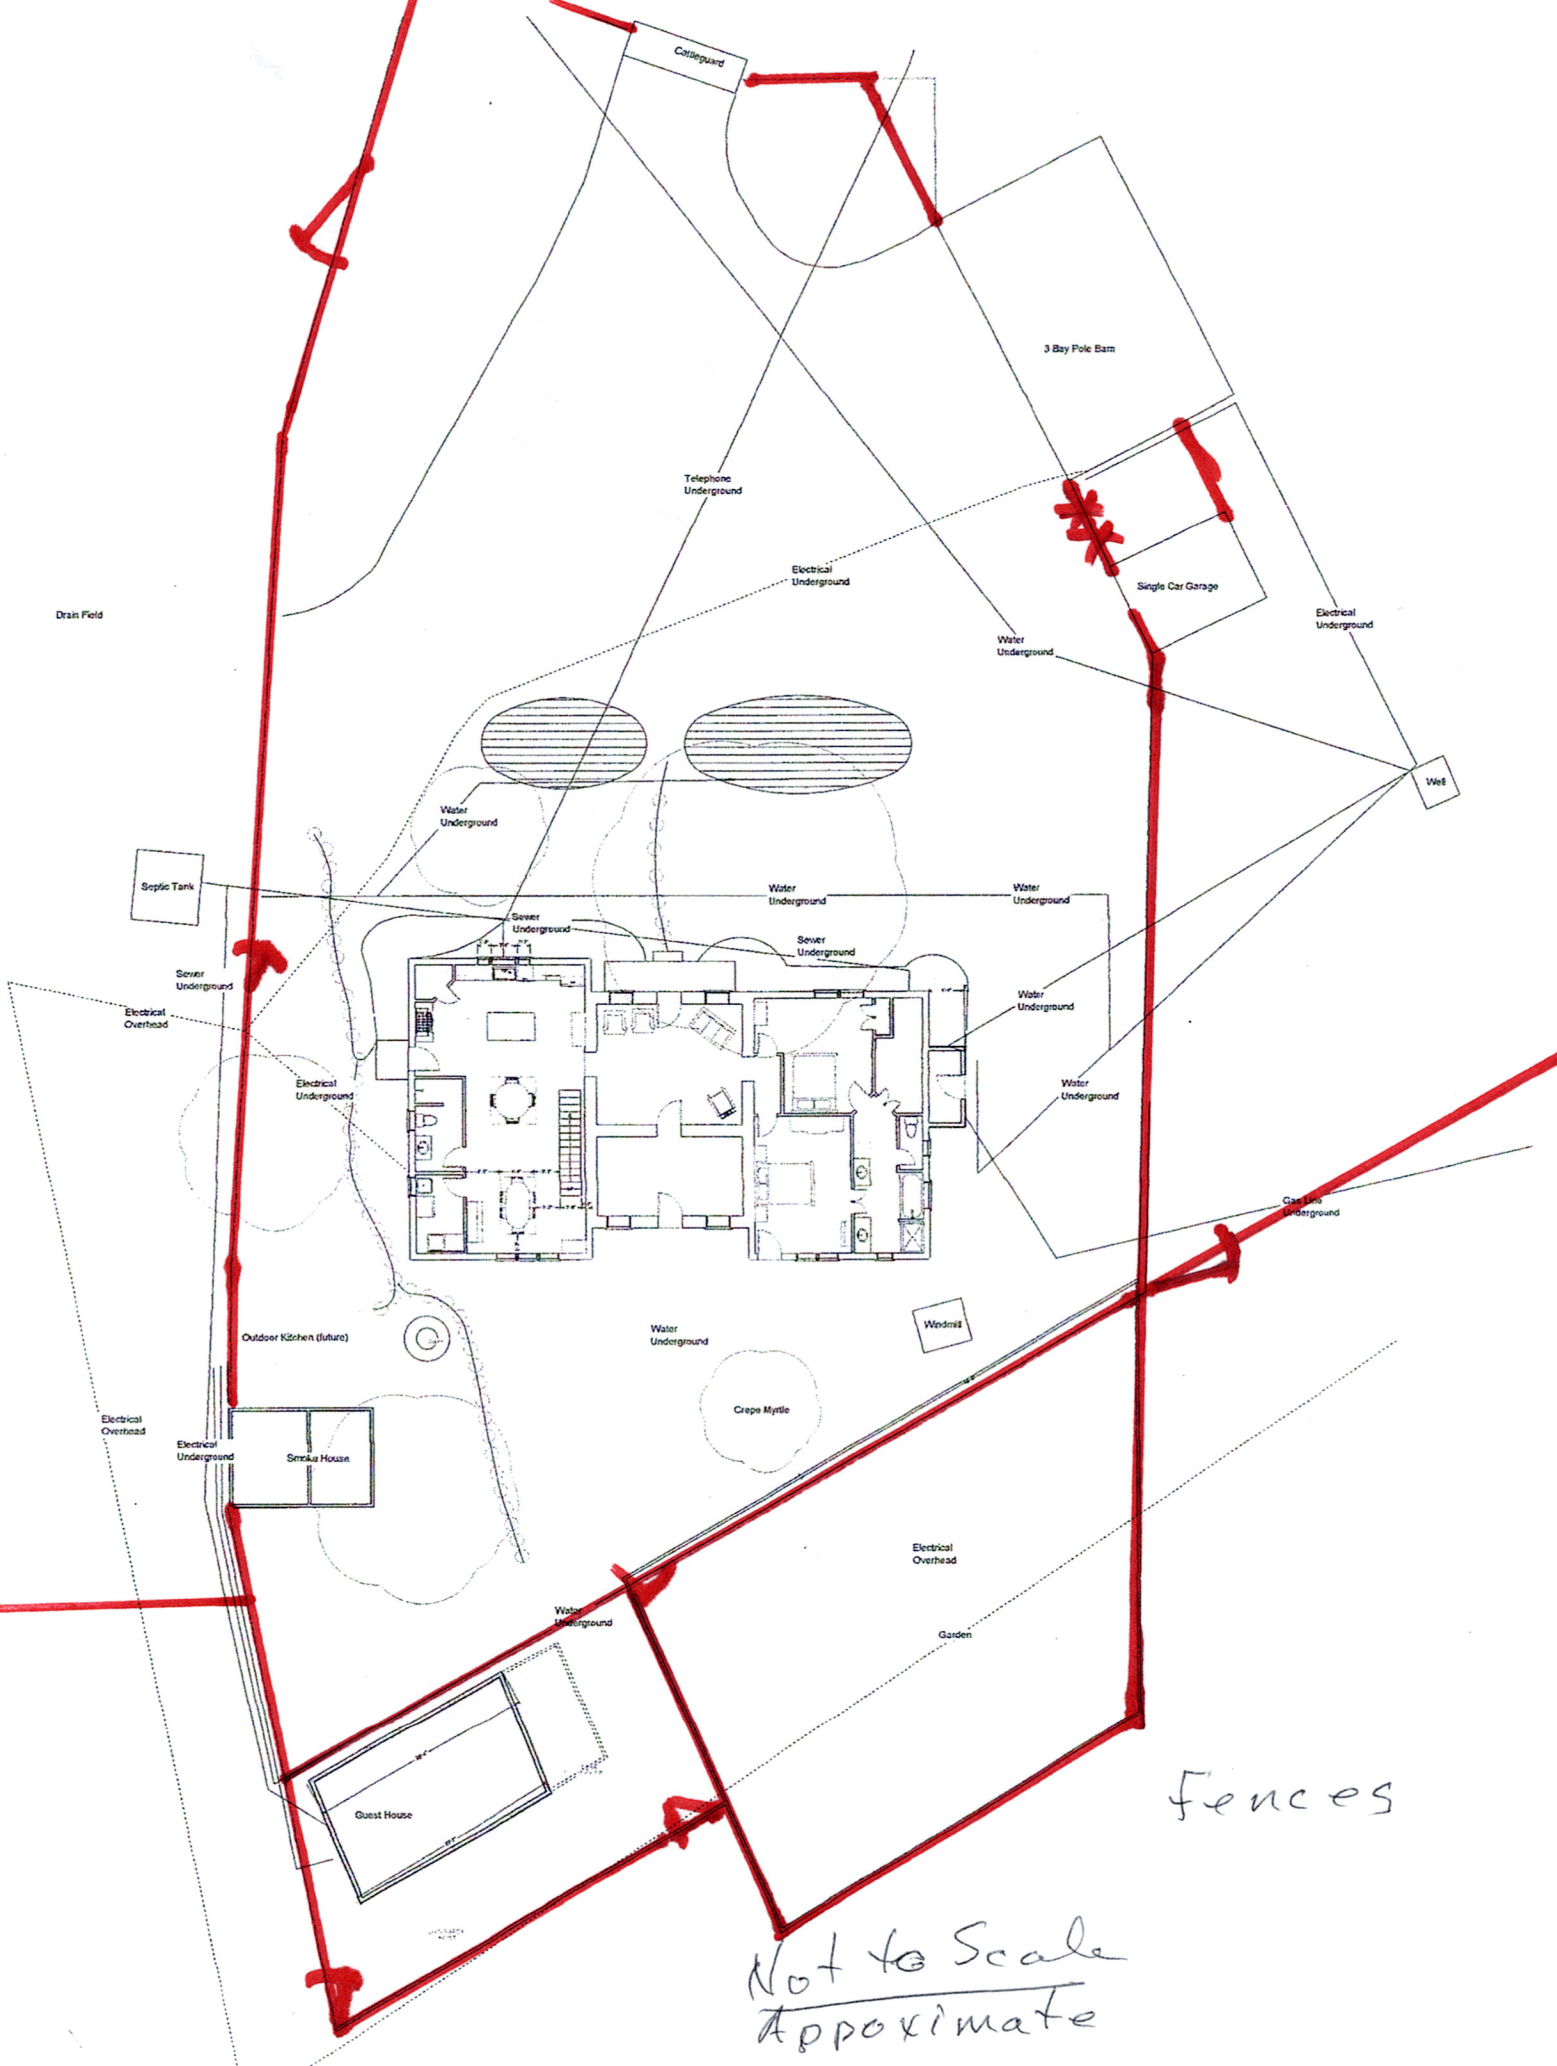 Cattleguard
3 Bay Pole Barn
Telephone
Underground
Electrical
Underground
Single Car Garage
Drain Field
Electrical
Underground
Water
Underground
Well
Water
Underground
Septic Tank
Water
Underground
Water
Underground
Sewer
Underground
Sewer
Underground
Sewer
Underground
Water
Underground
Electrical
Overhead
Electrical
Underground
Water
Underground
Gas Line
Underground
Outdoor Kitchen (future)
Water
Underground
Windmill
Crepe Myrtle
Electrical
Overhead
Electrical
Underground
Smoke House
Electrical
Overhead
Water
Underground
Garden
Guest House
Fences
Not to Scale
Appoximate